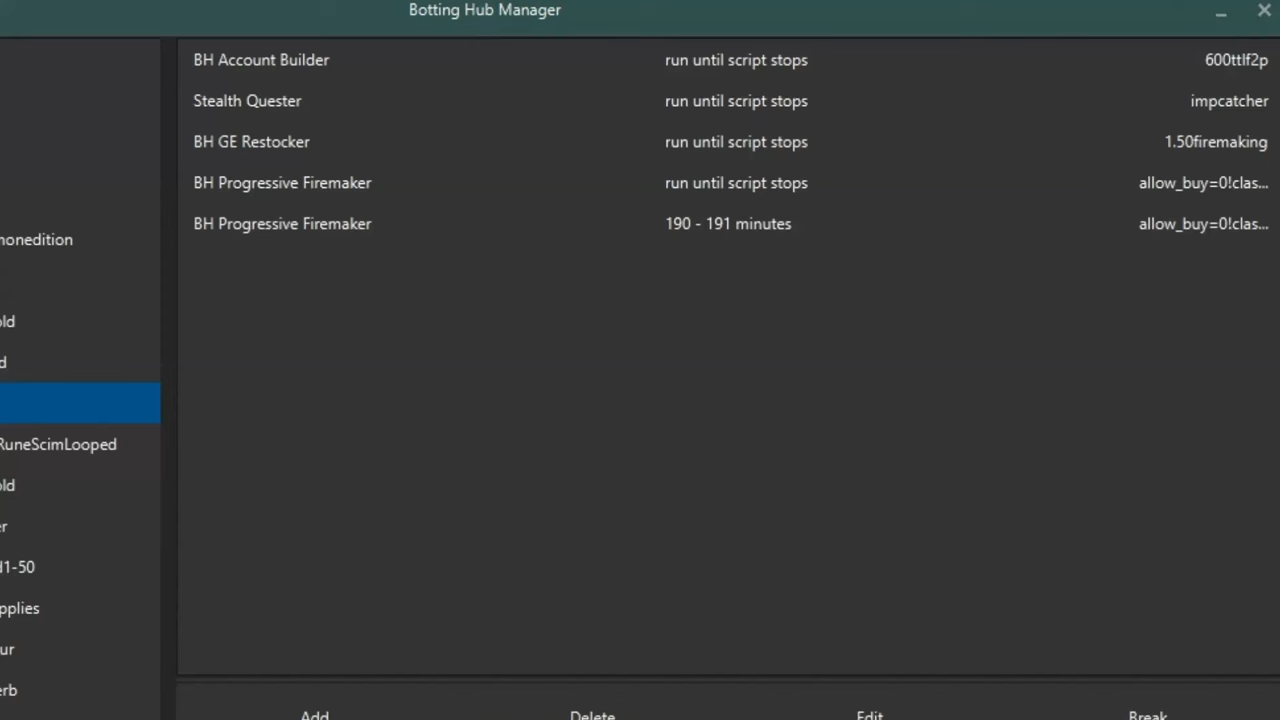 Botting Hub Manager
BH Account Builder run until script stops 600ttlf2p
Stealth Quester run until script stops impcatcher
BH GE Restocker run until script stops 1.50firemaking
BH Progressive Firemaker run until script stops allow_buy=0!clas...
BH Progressive Firemaker 190 - 191 minutes allow_buy=0!clas...
nonedition
old
d
RuneScimLooped
old
er
d1-50
pplies
ur
erb
Add Delete Edit Break